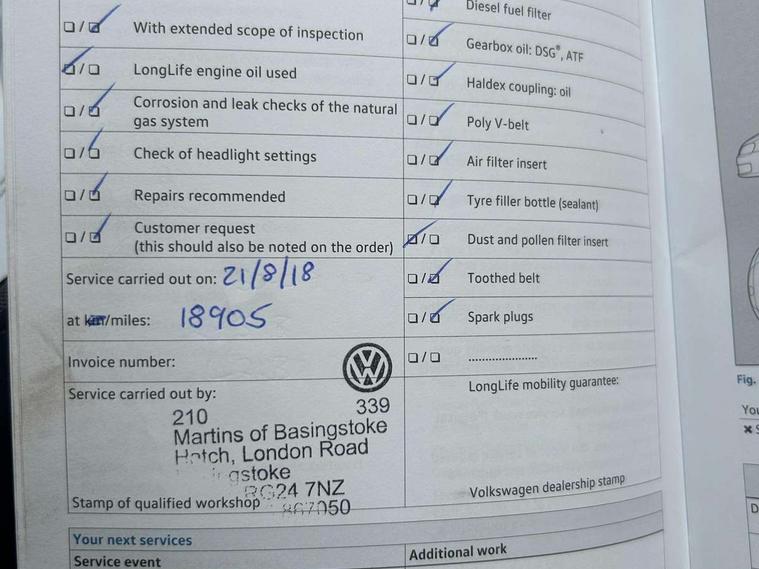 Diesel fuel filter
With extended scope of inspection
Gearbox oil: DSG®, ATF
LongLife engine oil used
Haldex coupling: oil
Corrosion and leak checks of the natural
gas system
Poly V-belt
Check of headlight settings
Air filter insert
Repairs recommended
Tyre filler bottle (sealant)
Customer request
(this should also be noted on the order)
Dust and pollen filter insert
Service carried out on: 21/8/18
Toothed belt
at km/miles: 18905
Spark plugs
Invoice number:
.....................
Service carried out by:
LongLife mobility guarantee:
210 339
Martins of Basingstoke
Hatch, London Road
RG24 7NZ
Stamp of qualified workshop
Volkswagen dealership stamp
Your next services
Service event
Additional work
Fig.